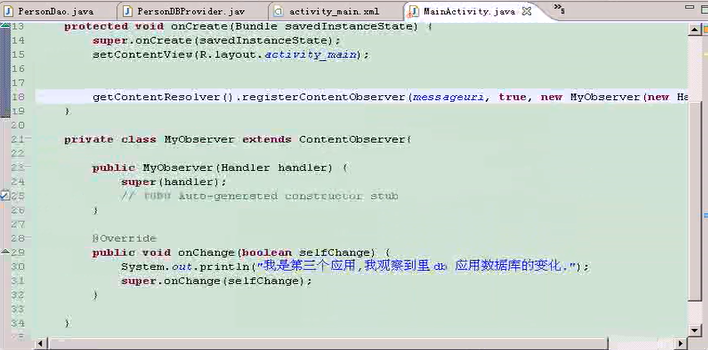 PersonDao.java PersonDBProvider.jav activity_main.xml MainActivity.java
13 protected void onCreate(Bundle savedInstanceState) {
14 super.onCreate(savedInstanceState);
15 setContentView(R.layout.activity_main);
16
17
18 getContentResolver().registerContentObserver(messageuri, true, new MyObserver(new Ha
19 }
20
21 private class MyObserver extends ContentObserver{
22
23 public MyObserver(Handler handler) {
24 super(handler);
25 // TODO Auto-generated constructor stub
26 }
27
28 @Override
29 public void onChange(boolean selfChange) {
30 System.out.println("我是第三个应用,我观察到里db 应用数据库的变化.");
31 super.onChange(selfChange);
32 }
33
34 }